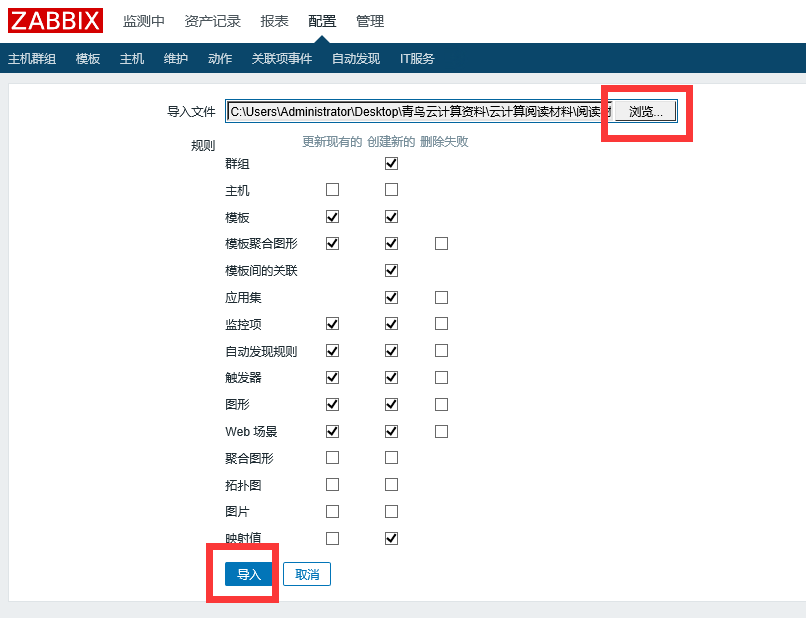 ZABBIX 监测中 资产记录 报表 配置 管理
主机群组 模板 主机 维护 动作 关联项事件 自动发现 IT服务
导入文件 C:\Users\Administrator\Desktop\青鸟云计算资料\云计算阅读材料\阅读材 浏览...
规则 更新现有的 创建新的 删除失败
群组
主机
模板
模板聚合图形
模板间的关联
应用集
监控项
自动发现规则
触发器
图形
Web 场景
聚合图形
拓扑图
图片
映射值
导入 取消